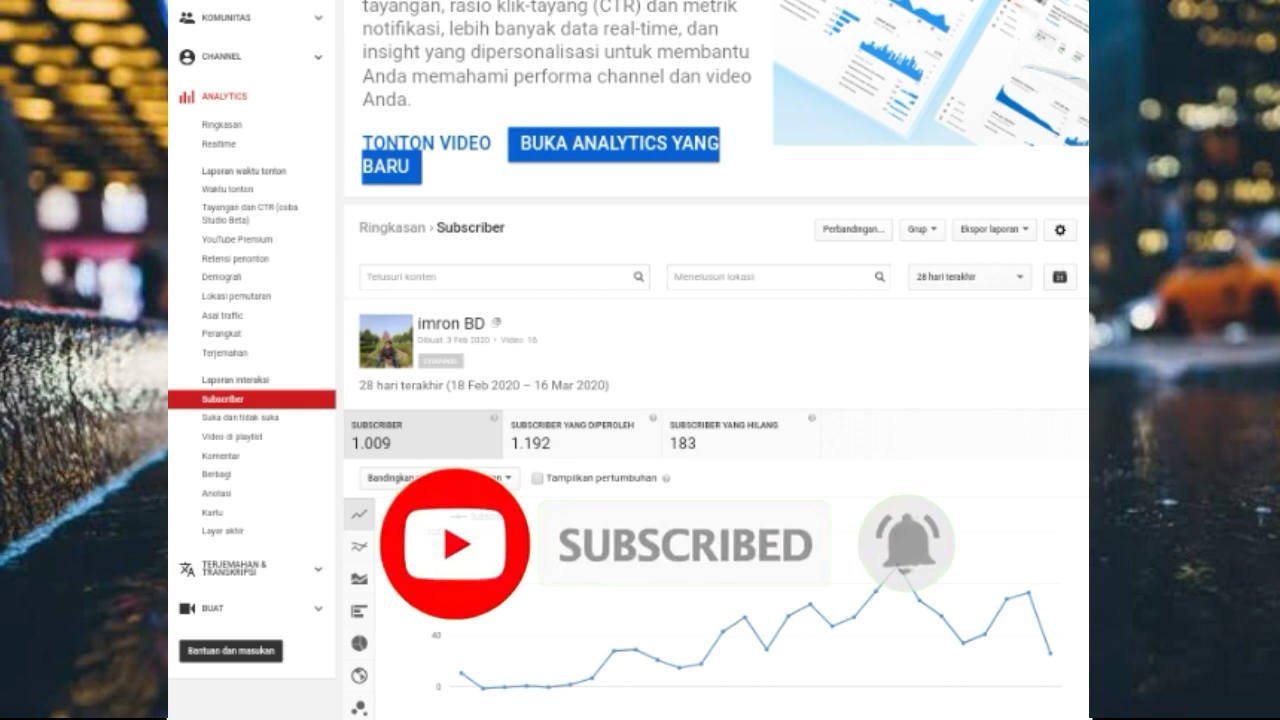 KOMUNITAS
CHANNEL
ANALYTICS
Ringkasan
Realtime
Laporan waktu tonton
Waktu tonton
Tayangan dan CTR (coba
Studio Beta)
YouTube Premium
Retensi penonton
Demografi
Lokasi pemutaran
Asal traffic
Perangkat
Terjemahan
Laporan interaksi
Subscriber
Suka dan tidak suka
Video di playlist
Komentar
Berbagi
Anotasi
Kartu
Layar akhir
TERJEMAHAN &
TRANSKRIPSI
BUAT
Bantuan dan masukan
tayangan, rasio klik-tayang (CTR) dan metrik
notifikasi, lebih banyak data real-time, dan
insight yang dipersonalisasi untuk membantu
Anda memahami performa channel dan video
Anda.
TONTON VIDEO BUKA ANALYTICS YANG
BARU
Ringkasan › Subscriber
Perbandingan... Grup Ekspor laporan
Telusuri konten Menelusuri lokasi 28 hari terakhir
imron BD
Dibuat: 3 Feb 2020 • Video: 16
CHANNEL
28 hari terakhir (18 Feb 2020 – 16 Mar 2020)
SUBSCRIBER SUBSCRIBER YANG DIPEROLEH SUBSCRIBER YANG HILANG
1.009 1.192 183
Bandingkan Tampilkan pertumbuhan
SUBSCRIBED
40
0